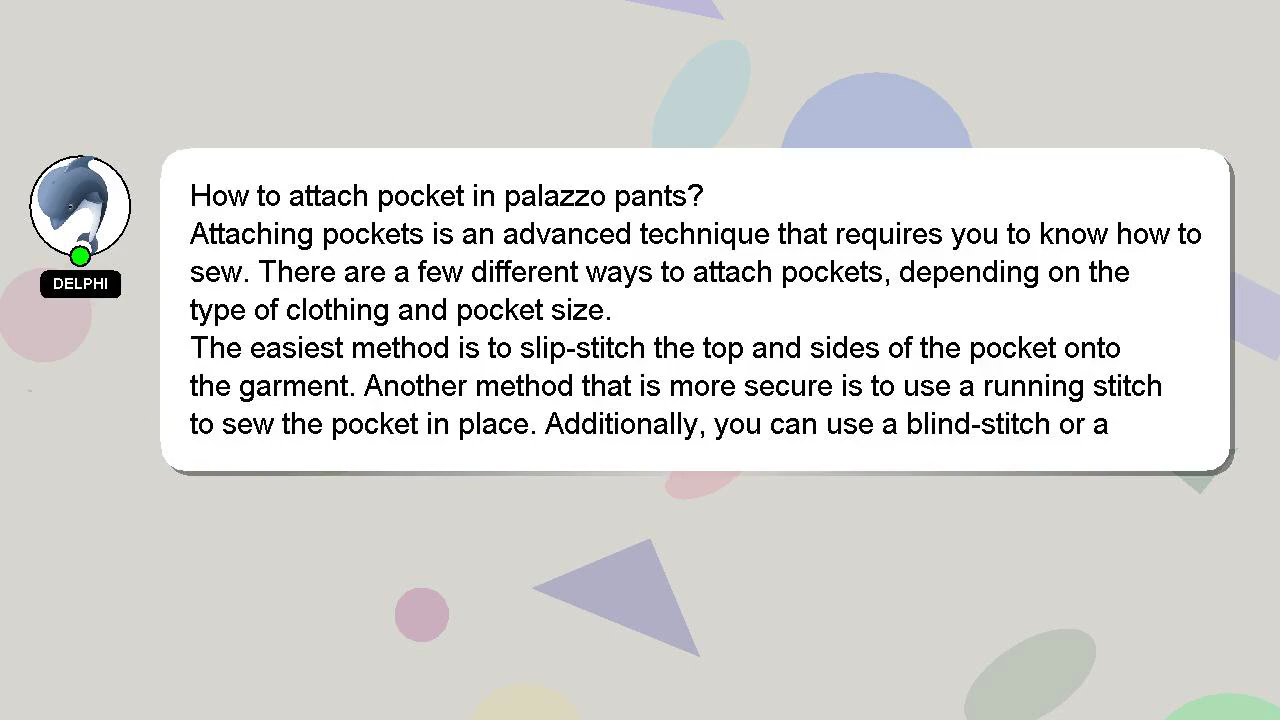 How to attach pocket in palazzo pants?
Attaching pockets is an advanced technique that requires you to know how to
sew. There are a few different ways to attach pockets, depending on the
type of clothing and pocket size.
The easiest method is to slip-stitch the top and sides of the pocket onto
the garment. Another method that is more secure is to use a running stitch
to sew the pocket in place. Additionally, you can use a blind-stitch or a
DELPHI